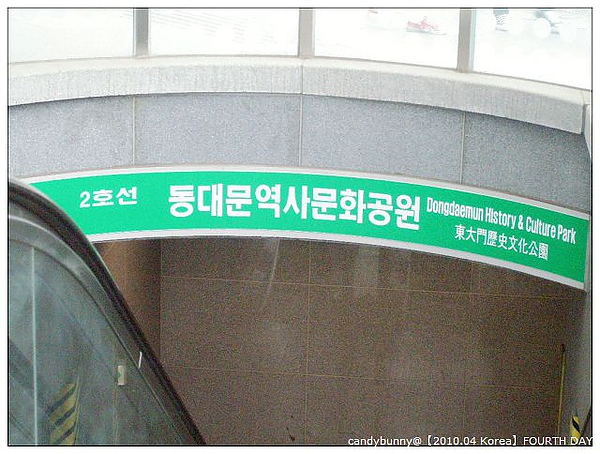 2호선 동대문역사문화공원 Dongdaemun History & Culture Park
東大門歷史文化公園
candybunny@【2010.04 Korea】FOURTH DAY